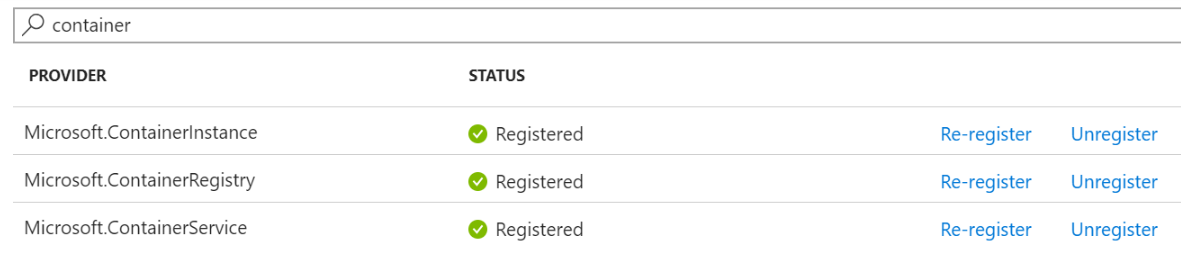 container
PROVIDER STATUS
Microsoft.ContainerInstance Registered Re-register Unregister
Microsoft.ContainerRegistry Registered Re-register Unregister
Microsoft.ContainerService Registered Re-register Unregister